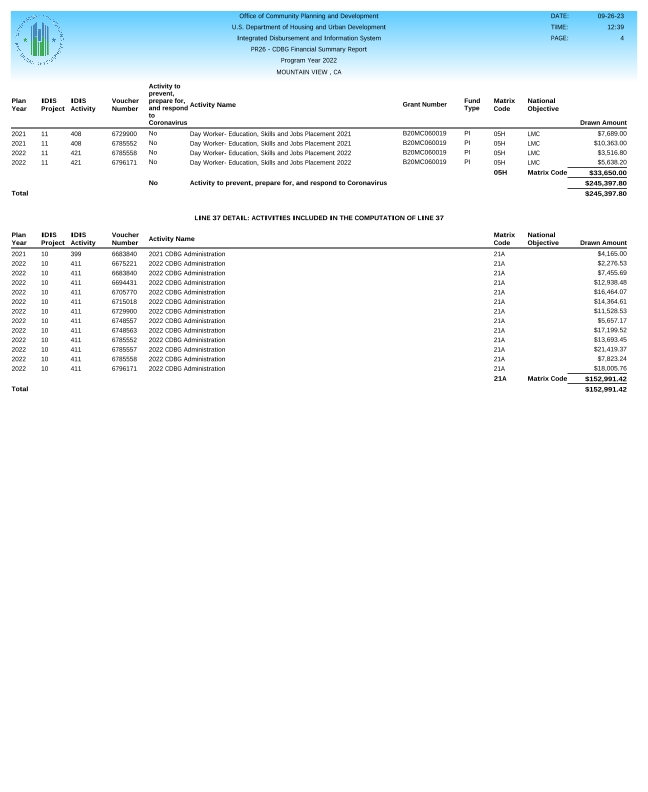 Office of Community Planning and Development DATE: 09-26-23
U.S. Department of Housing and Urban Development TIME: 12:39
Integrated Disbursement and Information System PAGE: 4
PR26 - CDBG Financial Summary Report
Program Year 2022
MOUNTAIN VIEW , CA
Plan Year IDIS Project IDIS Activity Voucher Number Activity to prevent, prepare for, and respond to Coronavirus Activity Name Grant Number Fund Type Matrix Code National Objective Drawn Amount
2021 11 408 6729900 No Day Worker- Education, Skills and Jobs Placement 2021 B20MC060019 PI 05H LMC $7,689.00
2021 11 408 6785552 No Day Worker- Education, Skills and Jobs Placement 2021 B20MC060019 PI 05H LMC $10,363.00
2022 11 421 6785558 No Day Worker- Education, Skills and Jobs Placement 2022 B20MC060019 PI 05H LMC $3,516.80
2022 11 421 6796171 No Day Worker- Education, Skills and Jobs Placement 2022 B20MC060019 PI 05H LMC $5,638.20
05H Matrix Code $33,650.00
No Activity to prevent, prepare for, and respond to Coronavirus $245,397.80
Total $245,397.80
LINE 37 DETAIL: ACTIVITIES INCLUDED IN THE COMPUTATION OF LINE 37
Plan Year IDIS Project IDIS Activity Voucher Number Activity Name Matrix Code National Objective Drawn Amount
2021 10 399 6683840 2021 CDBG Administration 21A $4,165.00
2022 10 411 6675221 2022 CDBG Administration 21A $2,276.53
2022 10 411 6683840 2022 CDBG Administration 21A $7,455.69
2022 10 411 6694431 2022 CDBG Administration 21A $12,938.48
2022 10 411 6705770 2022 CDBG Administration 21A $16,464.07
2022 10 411 6715018 2022 CDBG Administration 21A $14,364.61
2022 10 411 6729900 2022 CDBG Administration 21A $11,528.53
2022 10 411 6748557 2022 CDBG Administration 21A $5,657.17
2022 10 411 6748563 2022 CDBG Administration 21A $17,199.52
2022 10 411 6785552 2022 CDBG Administration 21A $13,693.45
2022 10 411 6785557 2022 CDBG Administration 21A $21,419.37
2022 10 411 6785558 2022 CDBG Administration 21A $7,823.24
2022 10 411 6796171 2022 CDBG Administration 21A $18,005.76
21A Matrix Code $152,991.42
Total $152,991.42